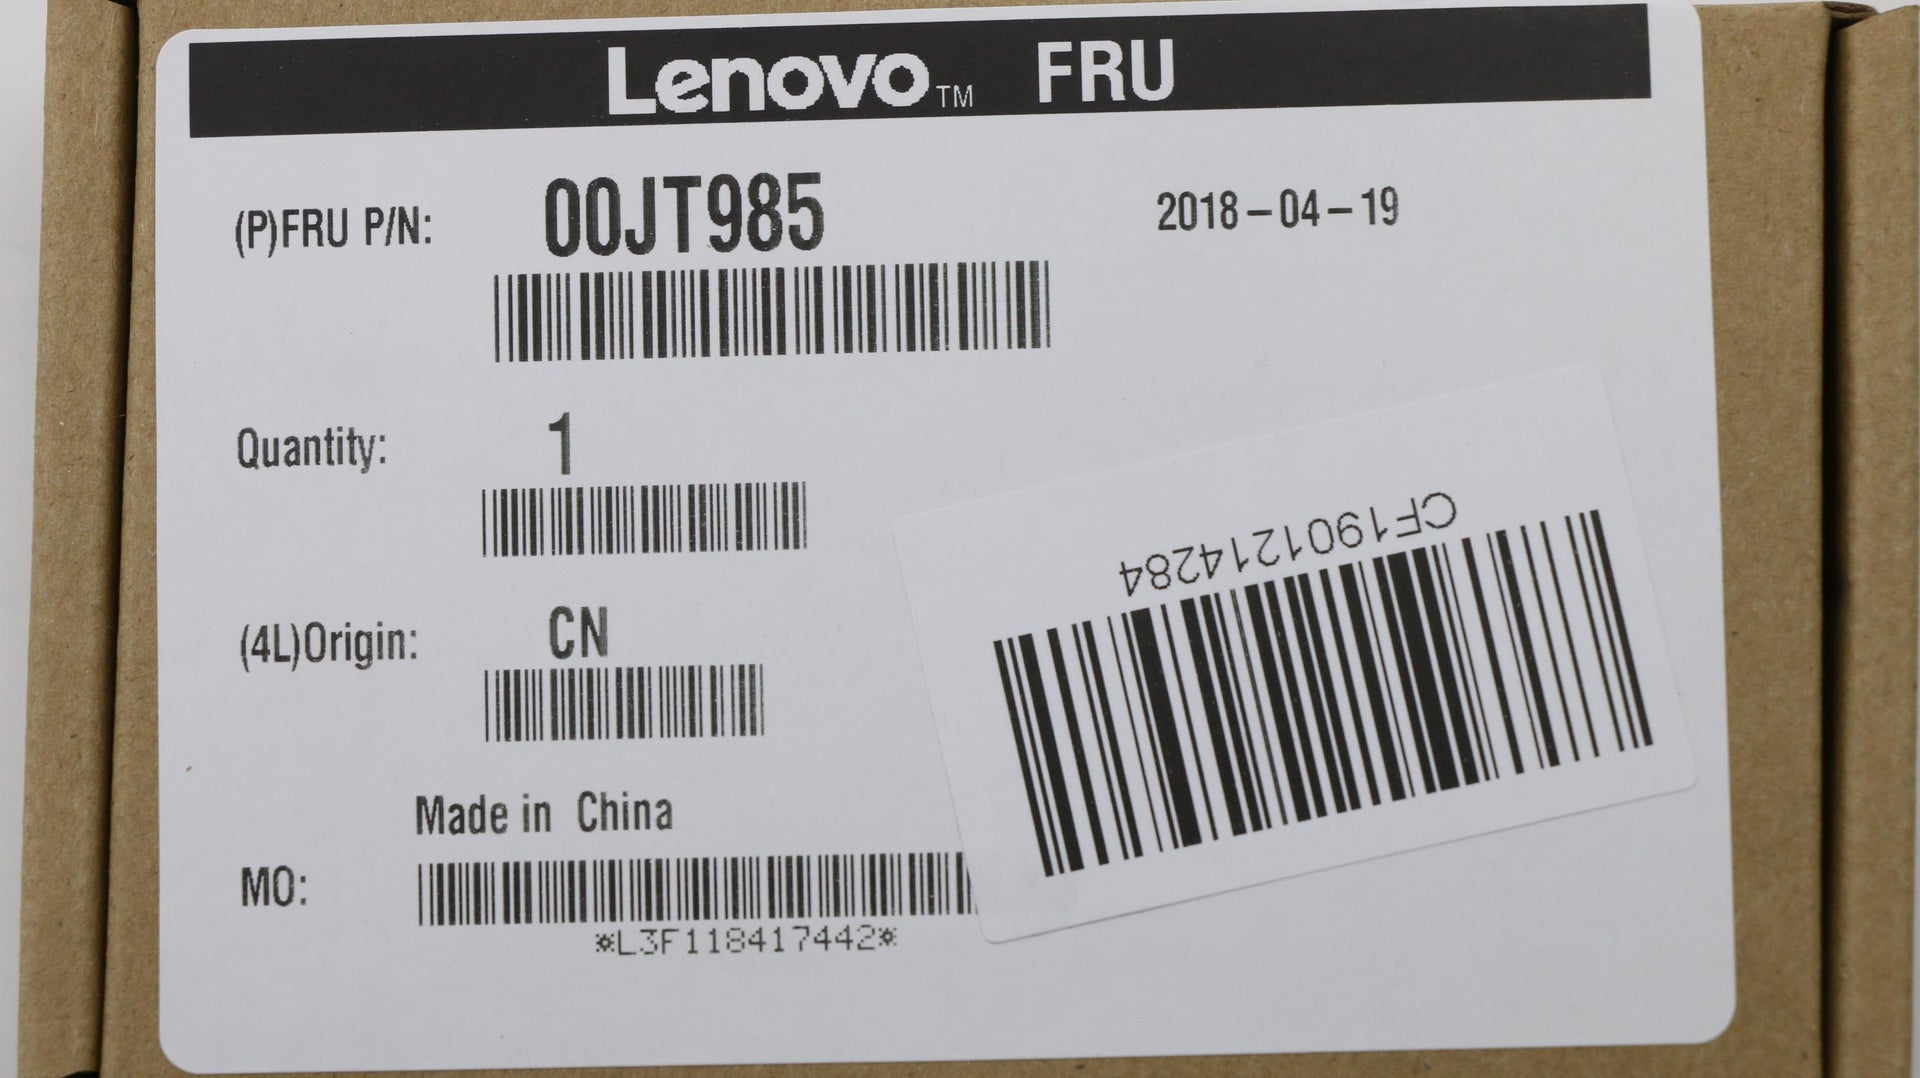 Lenovo™ FRU
(P)FRU P/N: 00JT985 2018-04-19
Quantity: 1
(4L)Origin: CN
CF1901214284
Made in China
MO:
*L3F118417442*